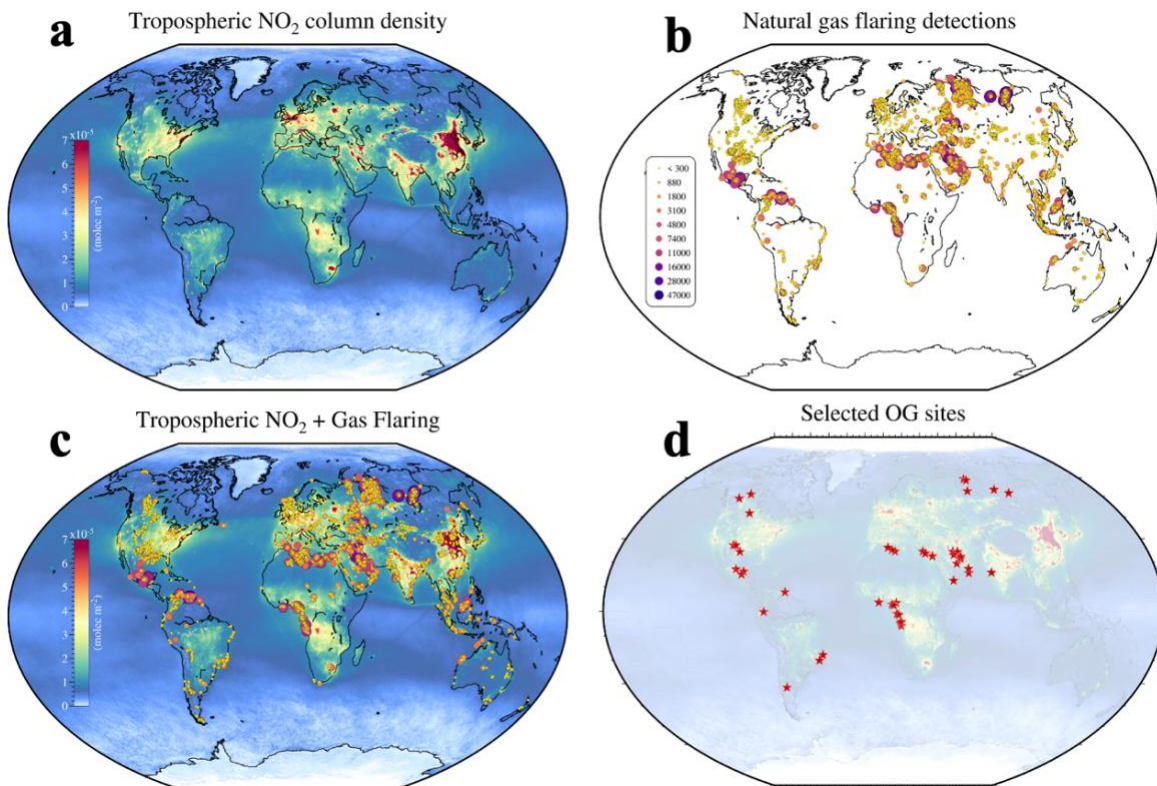 a
Tropospheric NO₂ column density
7 x10⁻⁵
6
5
4
3
2
1
0
(molec m⁻²)
b
Natural gas flaring detections
< 300
880
1800
3100
4800
7400
11000
16000
28000
47000
c
Tropospheric NO₂ + Gas Flaring
7 x10⁻⁵
6
5
4
3
2
1
0
(molec m⁻²)
d
Selected OG sites